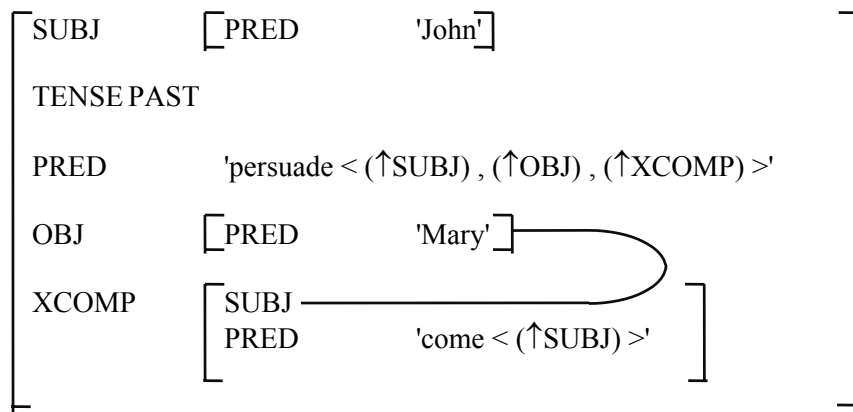 SUBJ [PRED 'John']
TENSE PAST
PRED 'persuade < (↑SUBJ) , (↑OBJ) , (↑XCOMP) >'
OBJ [PRED 'Mary']
XCOMP [SUBJ
PRED 'come < (↑SUBJ) >'